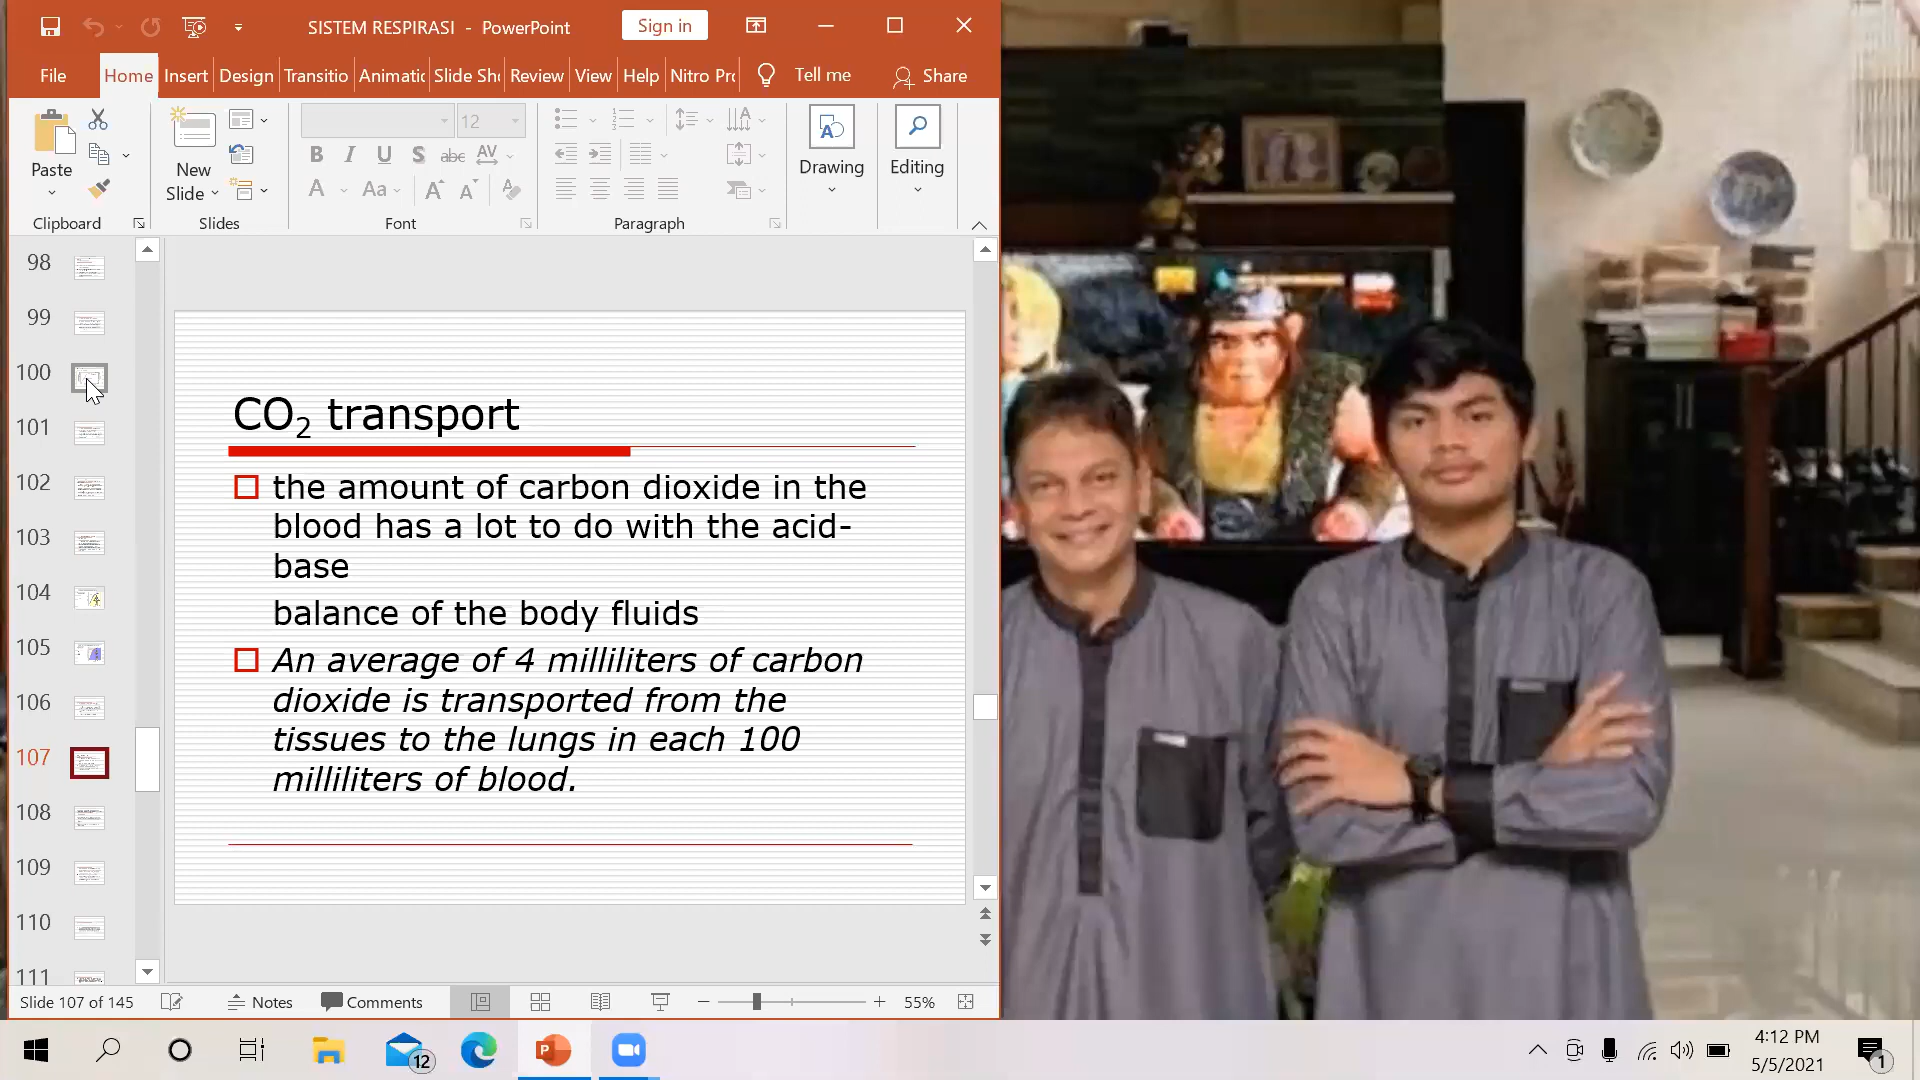 SISTEM RESPIRASI - PowerPoint
Sign in
File Home Insert Design Transitio Animatic Slide Sh Review View Help Nitro Pr Tell me Share
Paste
New
Slide
12
B I U S abc AV
A Aa A A
Drawing
Editing
Clipboard Slides Font Paragraph
98
99
100
101
102
103
104
105
106
107
108
109
110
111
CO₂ transport
the amount of carbon dioxide in the
blood has a lot to do with the acid-
base
balance of the body fluids
An average of 4 milliliters of carbon
dioxide is transported from the
tissues to the lungs in each 100
milliliters of blood.
Slide 107 of 145 Notes Comments 55%
12
4:12 PM
5/5/2021
1